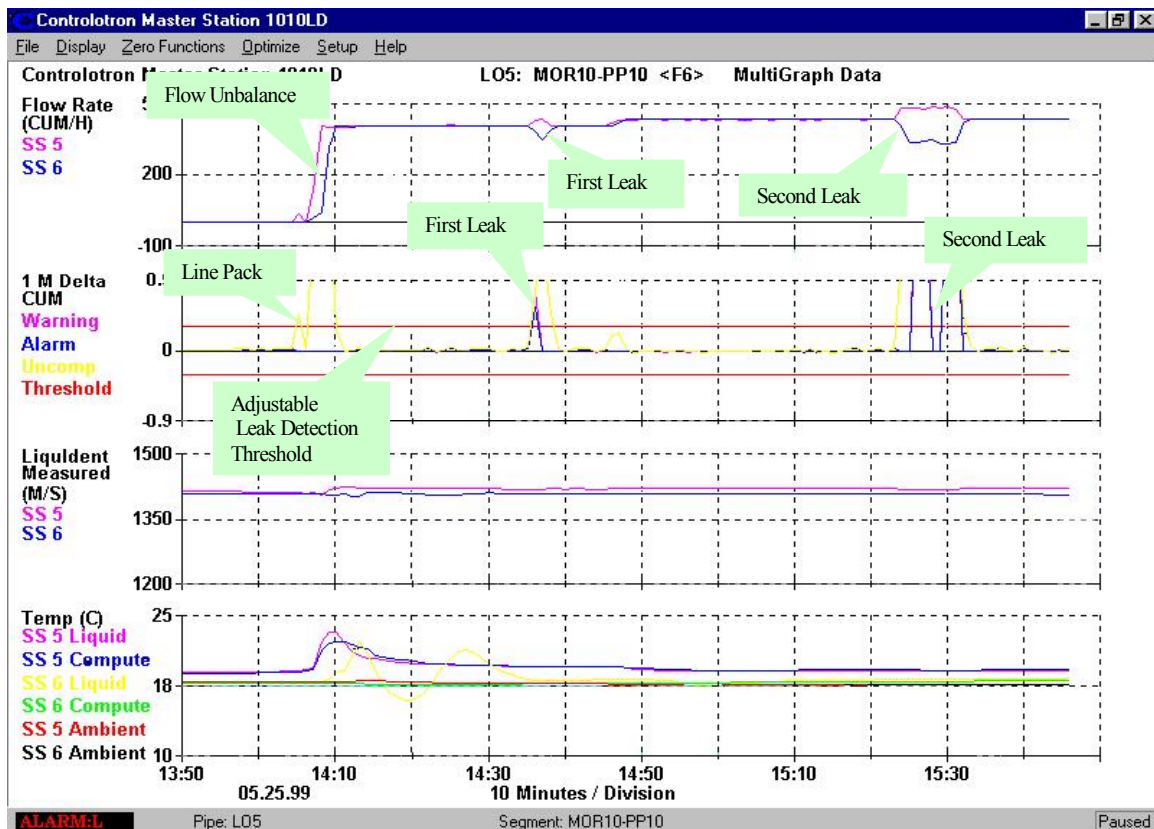 Controlotron Master Station 1010LD
File Display Zero Functions Optimize Setup Help
Controlotron Master Station 1010LD
LO5: MOR10-PP10 <F6> MultiGraph Data
Flow Rate
(CUM/H)
SS 5
SS 6
200
-100
Flow Unbalance
First Leak
Second Leak
1 M Delta
CUM
Warning
Alarm
Uncomp
Threshold
0
-0.9
Line Pack
First Leak
Second Leak
Adjustable
Leak Detection
Threshold
LiquIdent
Measured
(M/S)
SS 5
SS 6
1500
1350
1200
Temp (C)
SS 5 Liquid
SS 5 Compute
SS 6 Liquid
SS 6 Compute
SS 5 Ambient
SS 6 Ambient
25
18
10
13:50 14:10 14:30 14:50 15:10 15:30
05.25.99
10 Minutes / Division
ALARM:L
Pipe: LO5
Segment: MOR10-PP10
Paused